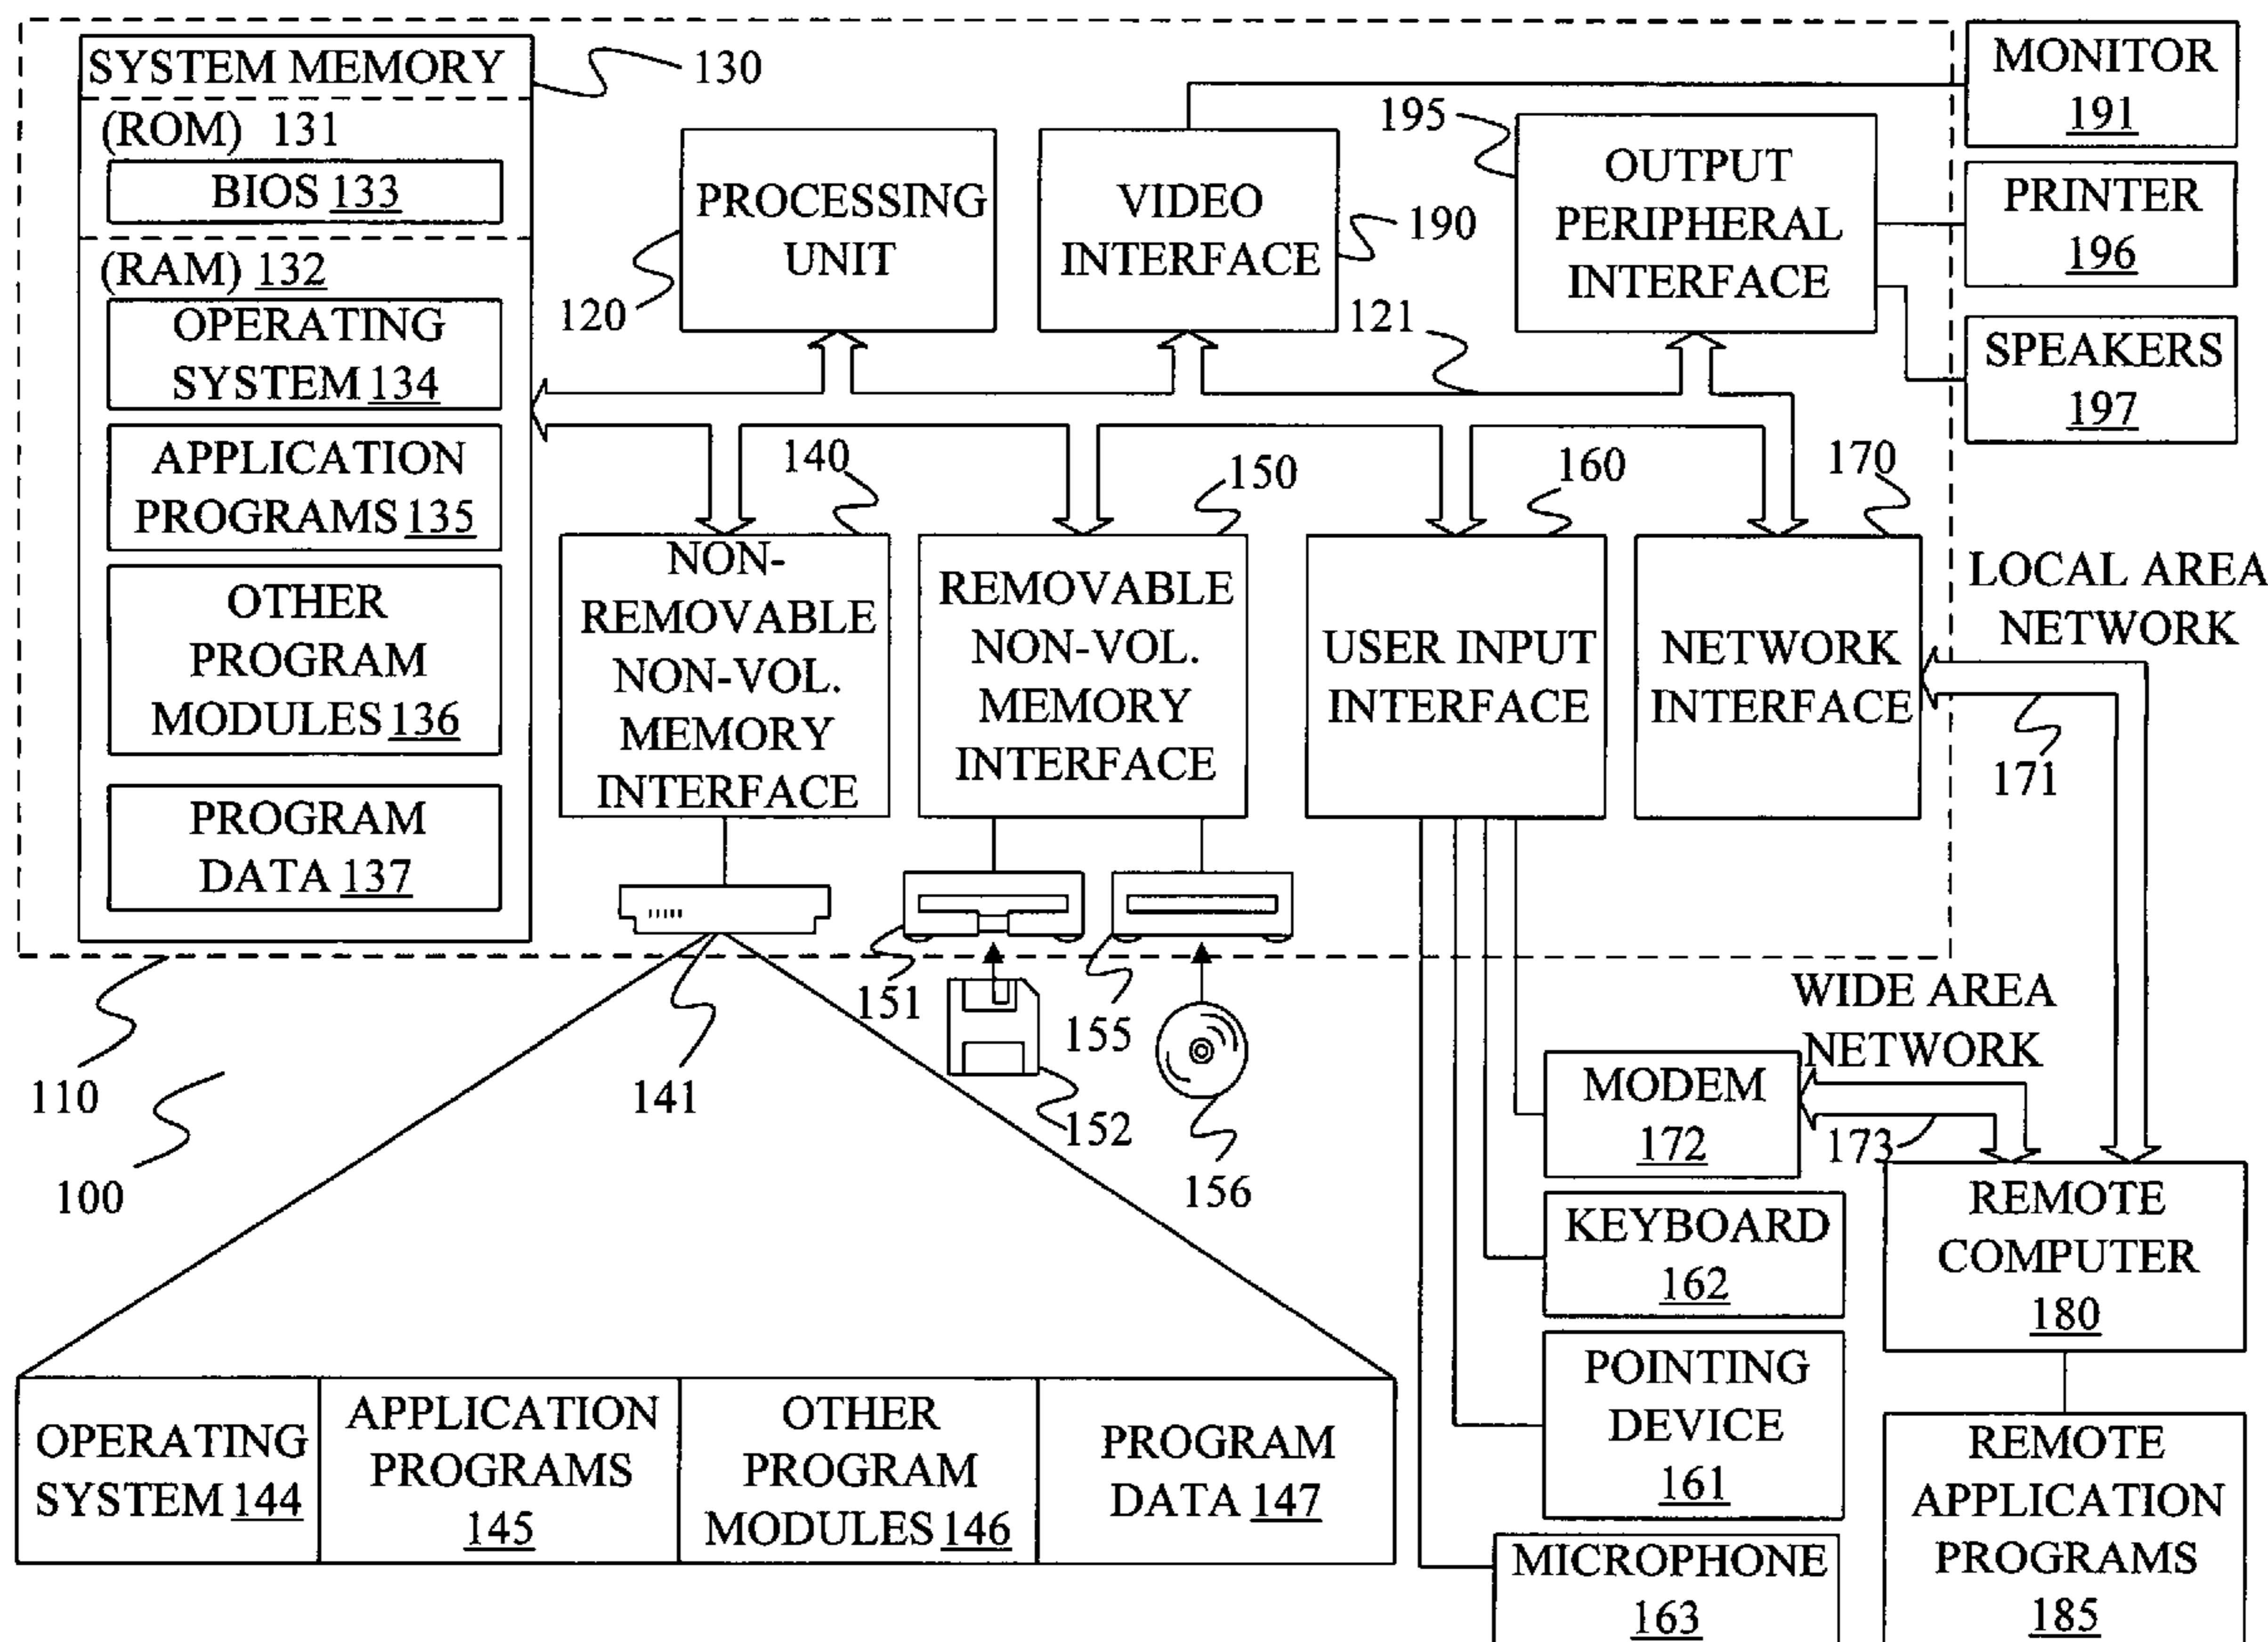 SYSTEM MEMORY
130
(ROM) 131
BIOS 133
(RAM) 132
OPERATING
SYSTEM 134
APPLICATION
PROGRAMS 135
OTHER
PROGRAM
MODULES 136
PROGRAM
DATA 137
PROCESSING
UNIT
120
VIDEO
INTERFACE
190
121
195
OUTPUT
PERIPHERAL
INTERFACE
MONITOR
191
PRINTER
196
SPEAKERS
197
140
NON-
REMOVABLE
NON-VOL.
MEMORY
INTERFACE
150
REMOVABLE
NON-VOL.
MEMORY
INTERFACE
160
USER INPUT
INTERFACE
170
NETWORK
INTERFACE
LOCAL AREA
NETWORK
171
110
100
141
151
152
155
156
WIDE AREA
NETWORK
MODEM
172
173
KEYBOARD
162
POINTING
DEVICE
161
MICROPHONE
163
REMOTE
COMPUTER
180
REMOTE
APPLICATION
PROGRAMS
185
OPERATING
SYSTEM 144
APPLICATION
PROGRAMS
145
OTHER
PROGRAM
MODULES 146
PROGRAM
DATA 147